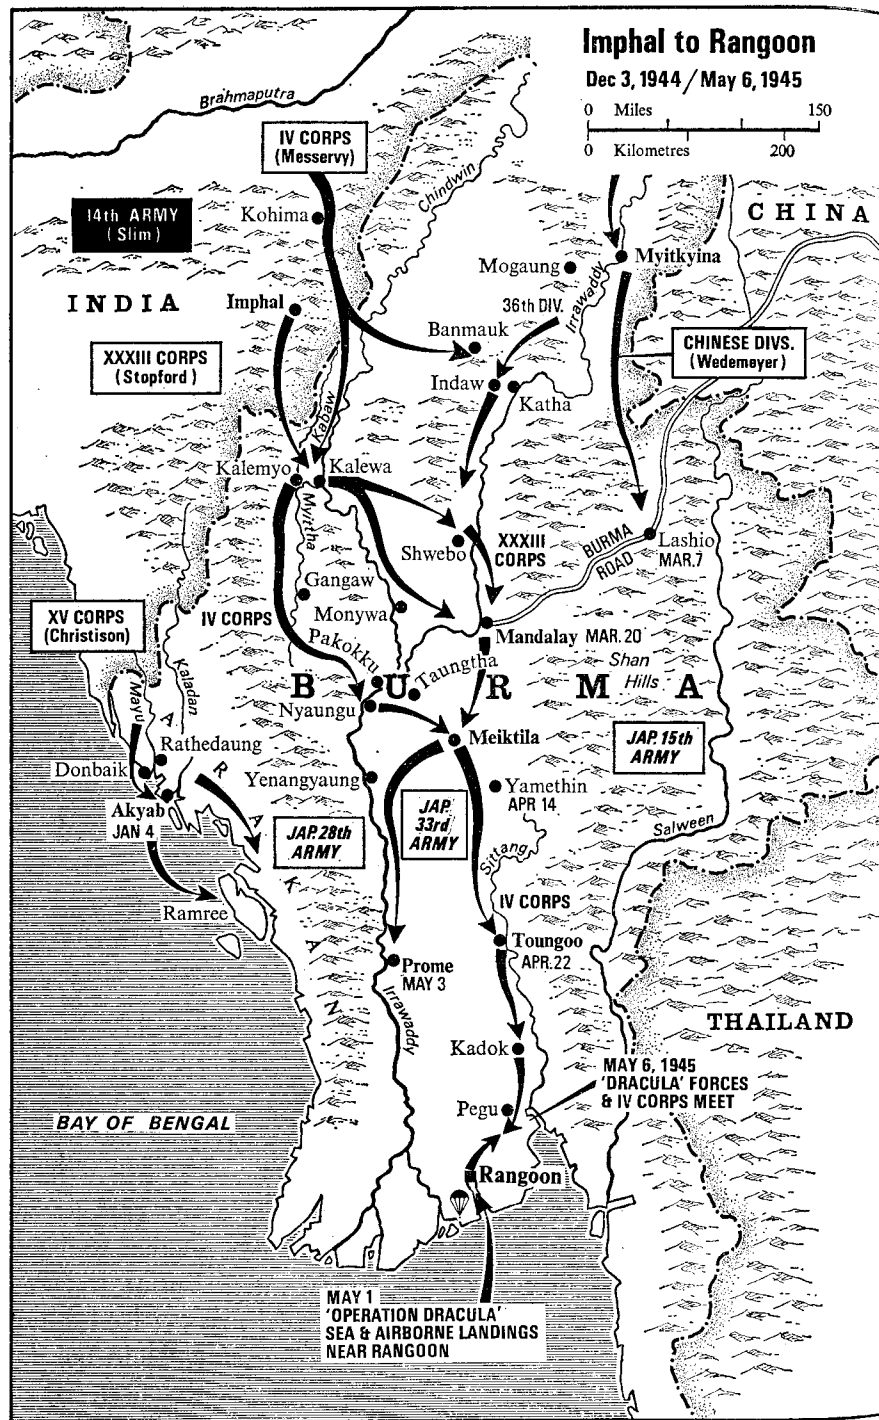 Imphal to Rangoon
Dec 3, 1944 / May 6, 1945
0 Miles 150
0 Kilometres 200
Brahmaputra
IV CORPS
(Messervy)
Chindwin
14th ARMY
(Slim)
Kohima
CHINA
Mogaung
Myitkyina
Irrawaddy
INDIA
Imphal
36th DIV.
Banmauk
CHINESE DIVS.
(Wedemeyer)
XXXIII CORPS
(Stopford)
Indaw
Katha
Kabaw
Kalemyo
Kalewa
Myittha
Shwebo
XXXIII
CORPS
BURMA
ROAD
Lashio
MAR.7
Gangaw
XV CORPS
(Christison)
IV CORPS
Monywa
Mandalay MAR. 20
Pakokku
Kaladan
Taungtha
Shan
Hills
BURMA
Mayu
Nyaungu
Meiktila
JAP. 15th
ARMY
Rathedaung
Donbaik
Yenangyaung
Yamethin
APR 14
Akyab
JAN 4
ARAKAN
JAP. 28th
ARMY
JAP.
33rd
ARMY
Salween
Sittang
Ramree
IV CORPS
Toungoo
APR. 22
Prome
MAY 3
Irrawaddy
THAILAND
Kadok
MAY 6, 1945
'DRACULA' FORCES
& IV CORPS MEET
Pegu
BAY OF BENGAL
Rangoon
MAY 1
'OPERATION DRACULA'
SEA & AIRBORNE LANDINGS
NEAR RANGOON